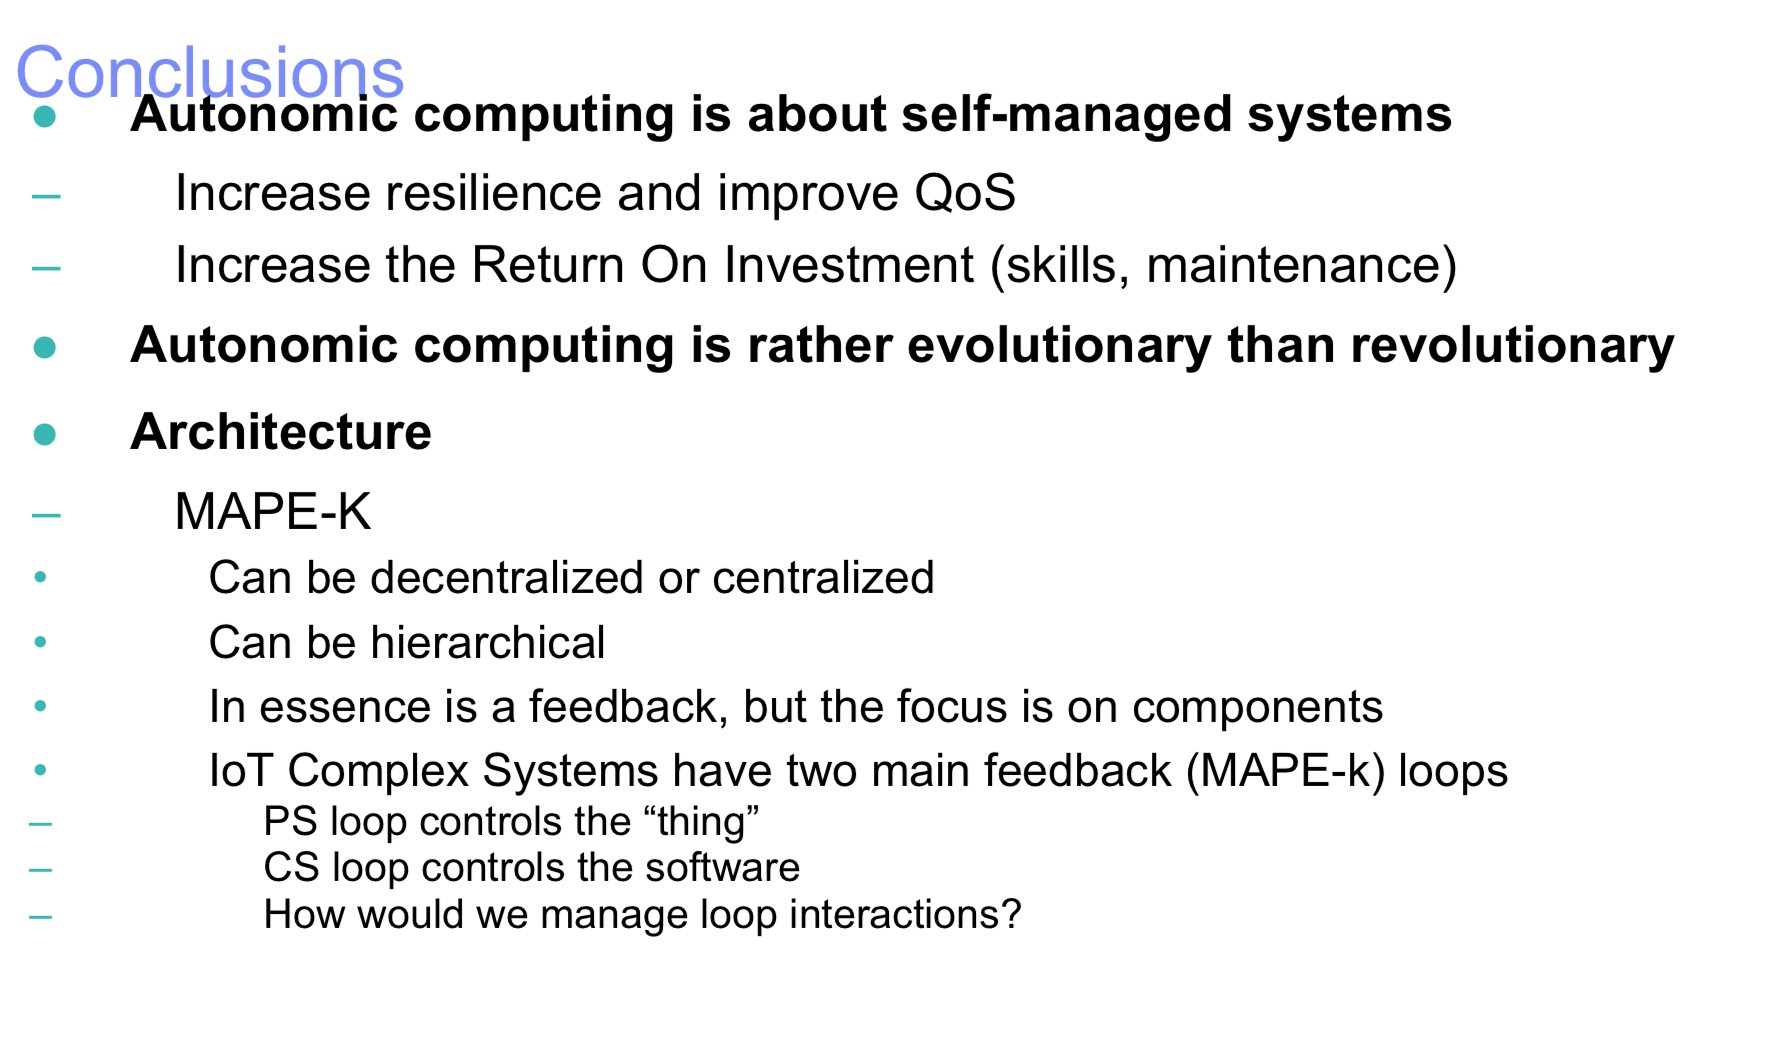 Conclusions
● Autonomic computing is about self-managed systems
– Increase resilience and improve QoS
– Increase the Return On Investment (skills, maintenance)
● Autonomic computing is rather evolutionary than revolutionary
● Architecture
– MAPE-K
• Can be decentralized or centralized
• Can be hierarchical
• In essence is a feedback, but the focus is on components
• IoT Complex Systems have two main feedback (MAPE-k) loops
– PS loop controls the “thing”
– CS loop controls the software
– How would we manage loop interactions?